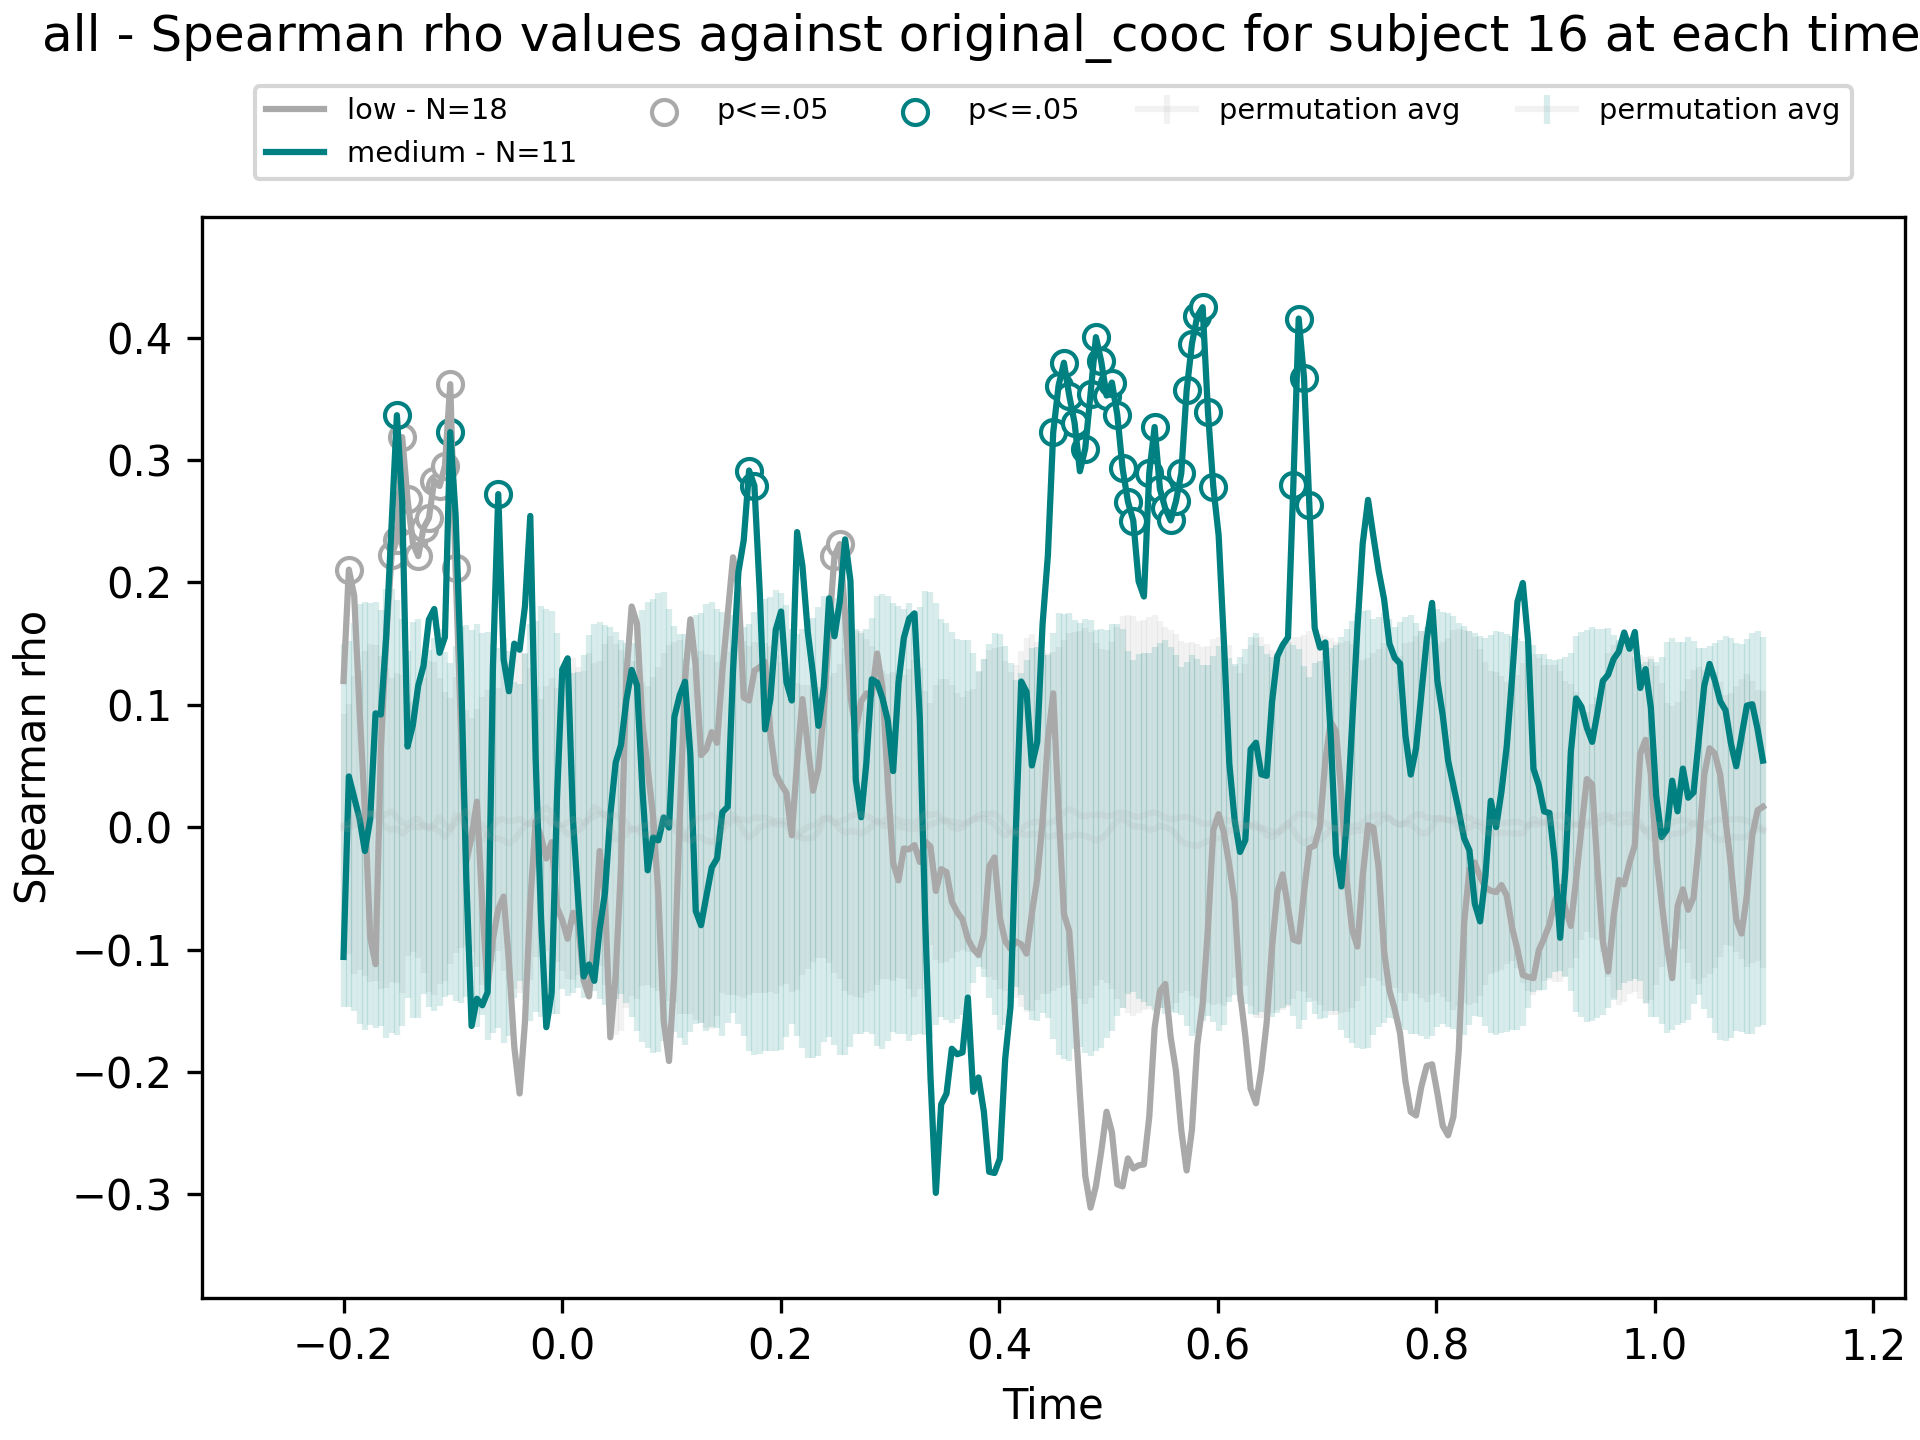 all - Spearman rho values against original_cooc for subject 16 at each time
low - N=18
medium - N=11
p<=.05
p<=.05
permutation avg
permutation avg
0.4
0.3
0.2
0.1
0.0
−0.1
−0.2
−0.3
Spearman rho
−0.2
0.0
0.2
0.4
0.6
0.8
1.0
1.2
Time